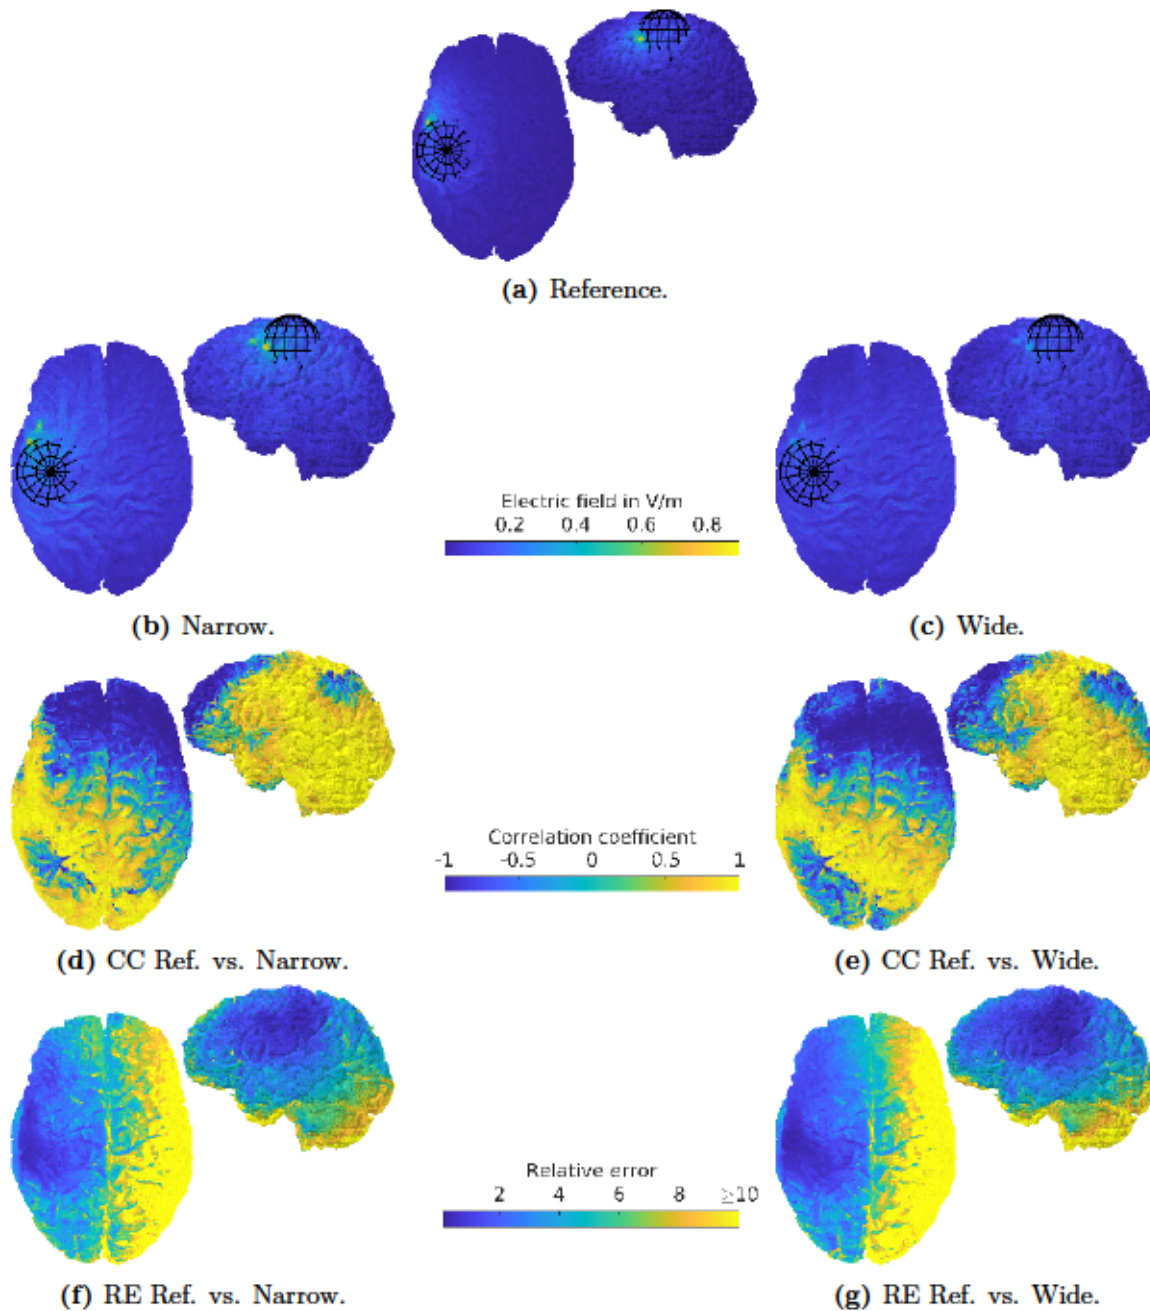 (a) Reference.
Electric field in V/m
0.2 0.4 0.6 0.8
(b) Narrow.
(c) Wide.
Correlation coefficient
-1 -0.5 0 0.5 1
(d) CC Ref. vs. Narrow.
(e) CC Ref. vs. Wide.
Relative error
2 4 6 8 ≥10
(f) RE Ref. vs. Narrow.
(g) RE Ref. vs. Wide.